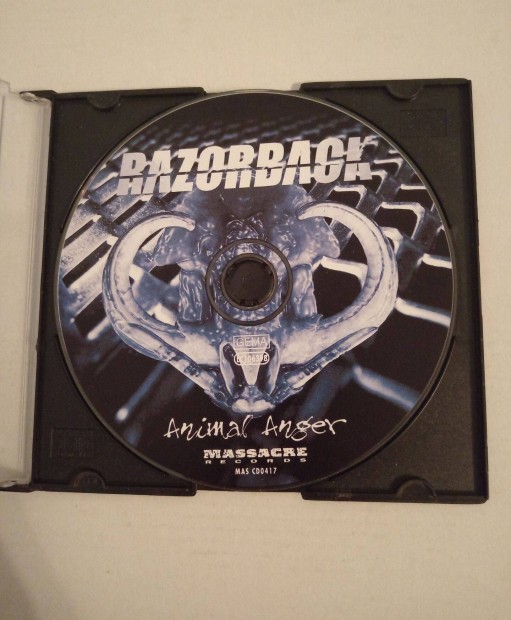 RAZORBACK
GEMA
Animal Anger
MASSACRE
RECORDS
MAS CD0417